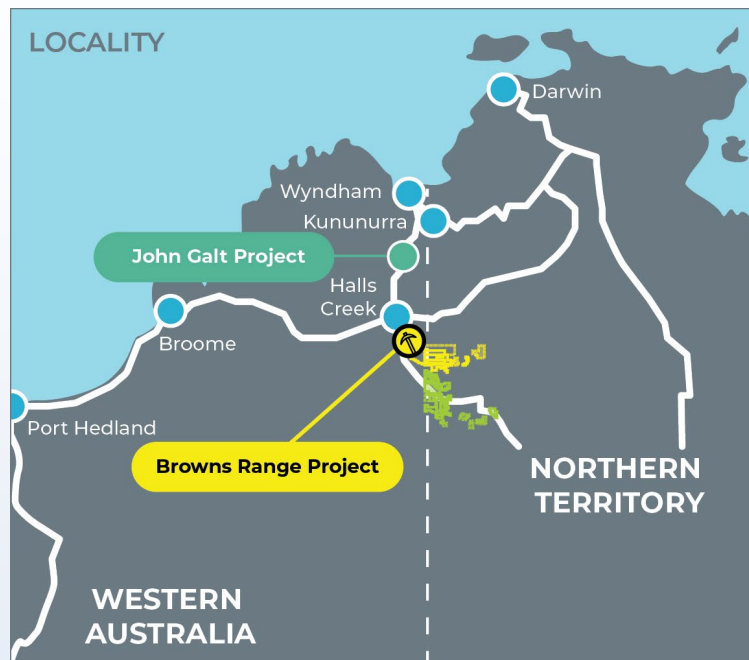 LOCALITY
Darwin
Wyndham
Kununurra
John Galt Project
Halls
Creek
Broome
Port Hedland
Browns Range Project
NORTHERN
TERRITORY
WESTERN
AUSTRALIA